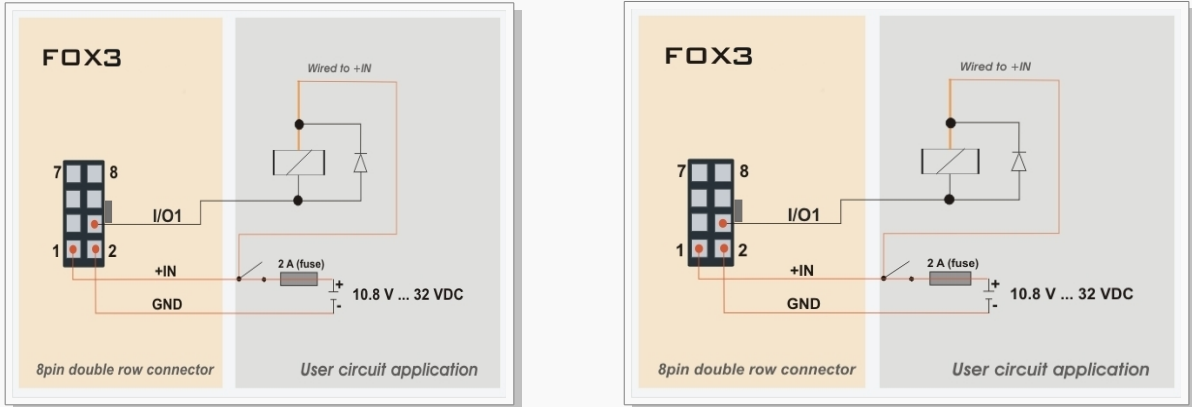 FOX3
Wired to +IN
7 8
I/O1
1 2
+IN
2 A (fuse)
+
10.8 V ... 32 VDC
GND
-
8pin double row connector
User circuit application
FOX3
Wired to +IN
7 8
I/O1
1 2
+IN
2 A (fuse)
+
10.8 V ... 32 VDC
GND
-
8pin double row connector
User circuit application